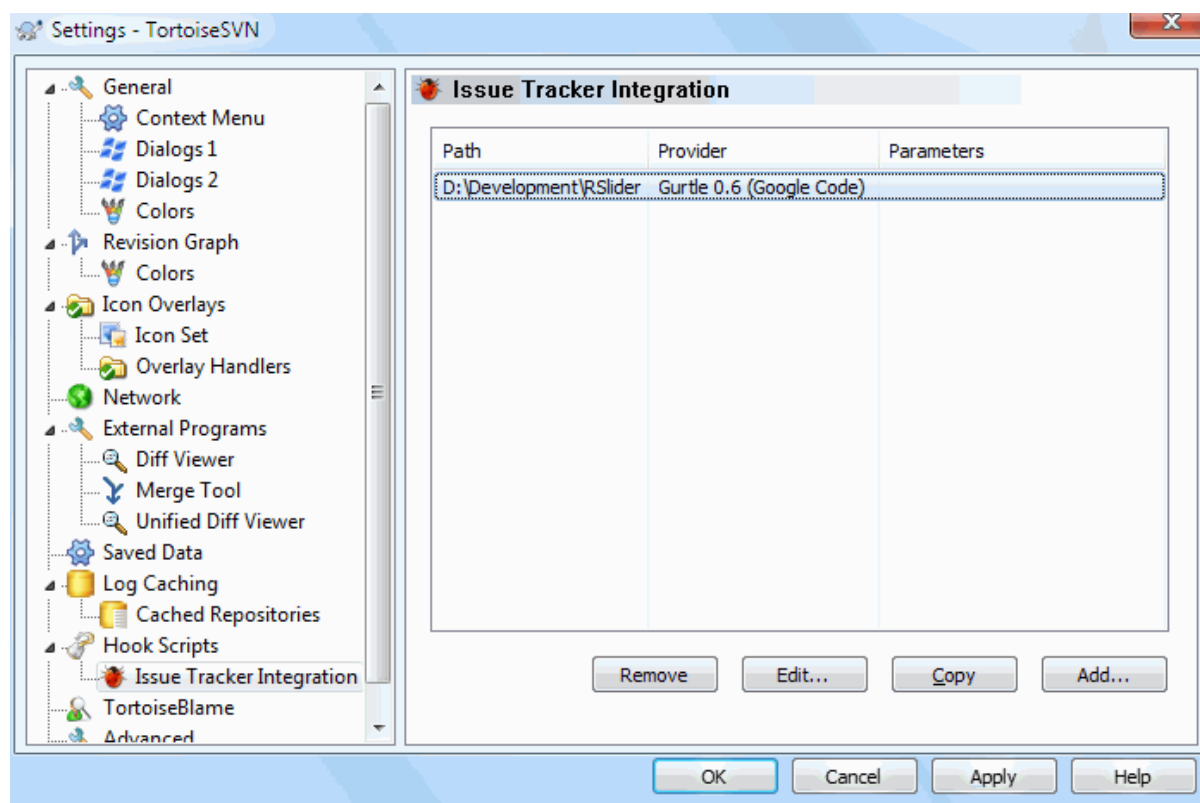 Settings - TortoiseSVN
General
Context Menu
Dialogs 1
Dialogs 2
Colors
Revision Graph
Colors
Icon Overlays
Icon Set
Overlay Handlers
Network
External Programs
Diff Viewer
Merge Tool
Unified Diff Viewer
Saved Data
Log Caching
Cached Repositories
Hook Scripts
Issue Tracker Integration
TortoiseBlame
Advanced
Issue Tracker Integration
Path Provider Parameters
D:\Development\RSlider Gurtle 0.6 (Google Code)
Remove Edit... Copy Add...
OK Cancel Apply Help